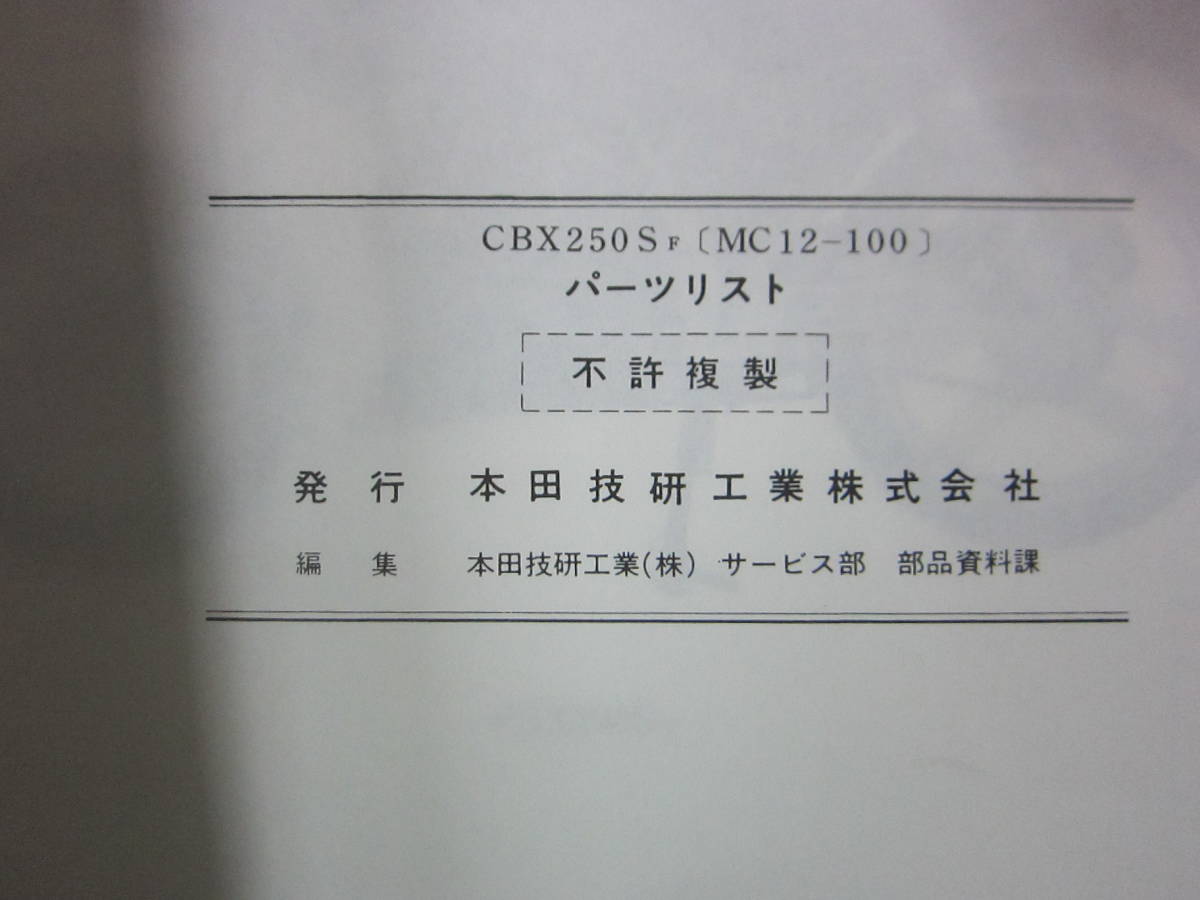 CBX250S F〔MC12-100〕
パーツリスト
不許複製
発行 本田技研工業株式会社
編集 本田技研工業(株) サービス部 部品資料課